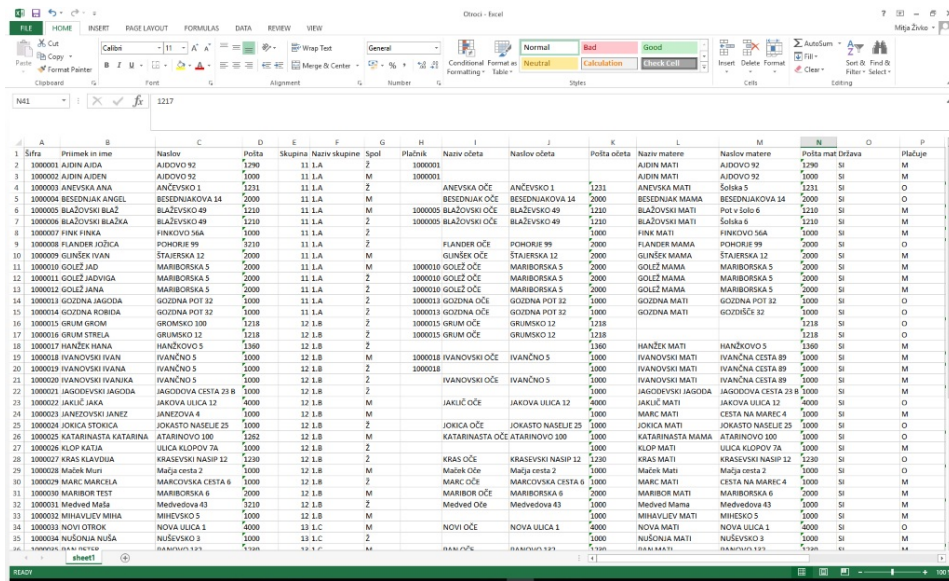 Otroci - Excel
FILE HOME INSERT PAGE LAYOUT FORMULAS DATA REVIEW VIEW Mitja Živko
Cut Calibri 11 Wrap Text General Normal Bad Good AutoSum
Paste Copy Merge & Center Conditional Formatting Format as Table Neutral Calculation Check Cell Insert Delete Format Fill Sort & Filter Find & Select
Format Painter Clear
Clipboard Font Alignment Number Styles Cells Editing
N41 fx 1217
A B C D E F G H I J K L M N O P
1 Šifra Priimek in ime Naslov Pošta Skupina Naziv skupine Spol Plačnik Naziv očeta Naslov očeta Pošta očeta Naziv matere Naslov matere Pošta mat Država Plačuje
2 1000001 AJDIN AJDA AJDOVO 92 1290 11 1.A Ž 1000001 AJDIN MATI AJDOVO 92 1290 SI M
3 1000002 AJDIN AJDEN AJDOVO 92 1000 11 1.A M 1000001 AJDIN MATI AJDOVO 92 1000 SI M
4 1000003 ANEVSKA ANA ANČEVSKO 1 1231 11 1.A Ž ANEVSKA OČE ANČEVSKO 1 1231 ANEVSKA MATI Šolska 5 1231 SI O
5 1000004 BESEDNJAK ANGEL BESEDNJAKOVA 14 2000 11 1.A M BESEDNJAK OČE BESEDNJAKOVA 14 2000 BESEDNJAK MAMA BESEDNJAKOVA 14 2000 SI O
6 1000005 BLAŽOVSKI BLAŽ BLAŽEVSKO 49 1210 11 1.A M 1000005 BLAŽOVSKI OČE BLAŽEVSKO 49 1210 BLAŽOVSKI MATI Pot v šolo 6 1210 SI M
7 1000006 BLAŽOVSKI BLAŽKA BLAŽEVSKO 49 1210 11 1.A Ž 1000005 BLAŽOVSKI OČE BLAŽEVSKO 49 1210 BLAŽOVSKI MATI Šolska 6 1210 SI M
8 1000007 FINK FINKA FINKOVO 56A 1000 11 1.A Ž 1000 FINK MATI FINKOVO 56A 1000 SI M
9 1000008 FLANDER JOŽICA POHORJE 99 3210 11 1.A Ž FLANDER OČE POHORJE 99 2000 FLANDER MAMA POHORJE 99 2000 SI O
10 1000009 GLINŠEK IVAN ŠTAJERSKA 12 2000 11 1.A M GLINŠEK OČE ŠTAJERSKA 12 2000 GLINŠEK MAMA ŠTAJERSKA 12 2000 SI O
11 1000010 GOLEŽ JAD MARIBORSKA 5 2000 11 1.A M 1000010 GOLEŽ OČE MARIBORSKA 5 2000 GOLEŽ MAMA MARIBORSKA 5 2000 SI M
12 1000011 GOLEŽ JADVIGA MARIBORSKA 5 2000 11 1.A Ž 1000010 GOLEŽ OČE MARIBORSKA 5 2000 GOLEŽ MAMA MARIBORSKA 5 2000 SI M
13 1000012 GOLEŽ JANA MARIBORSKA 5 2000 11 1.A Ž 1000010 GOLEŽ OČE MARIBORSKA 5 2000 GOLEŽ MAMA MARIBORSKA 5 2000 SI M
14 1000013 GOZDNA JAGODA GOZDNA POT 32 1000 11 1.A Ž 1000013 GOZDNA OČE GOZDNA POT 32 1000 GOZDNA MATI GOZDNA POT 32 1000 SI O
15 1000014 GOZDNA ROBIDA GOZDNA POT 32 1000 11 1.A Ž 1000013 GOZDNA OČE GOZDNA POT 32 1000 GOZDNA MATI GOZDIŠČE 32 1000 SI M
16 1000015 GRUM GROM GROMSKO 100 1218 12 1.B M 1000015 GRUM OČE GRUMSKO 12 1218 1218 SI O
17 1000016 GRUM STRELA GRUMSKO 12 1218 12 1.B Ž 1000015 GRUM OČE GRUMSKO 12 1218 1218 SI O
18 1000017 HANŽEK HANA HANŽKOVO 5 1360 12 1.B Ž 1360 HANŽEK MATI HANŽKOVO 5 1360 SI M
19 1000018 IVANOVSKI IVAN IVANČNO 5 1000 12 1.B M 1000018 IVANOVSKI OČE IVANČNO 5 1000 IVANOVSKI MATI IVANČNA CESTA 89 1000 SI M
20 1000019 IVANOVSKI IVANA IVANČNO 5 1000 12 1.B Ž 1000018 1000 IVANOVSKI MATI IVANČNA CESTA 89 1000 SI M
21 1000020 IVANOVSKI IVANJKA IVANČNO 5 1000 12 1.B Ž IVANOVSKI OČE IVANČNO 5 1000 IVANOVSKI MATI IVANČNA CESTA 89 1000 SI M
22 1000021 JAGODEVSKI JAGODA JAGODOVA CESTA 23 B 1000 12 1.B Ž 1000 JAGODEVSKI JAGODA JAGODOVA CESTA 23 B 1000 SI M
23 1000022 JAKLIČ JAKA JAKOVA ULICA 12 4000 12 1.B M JAKLIČ OČE JAKOVA ULICA 12 4000 JAKLIČ MATI JAKOVA ULICA 12 4000 SI O
24 1000023 JANEZOVSKI JANEZ JANEZOVA 4 1000 12 1.B M 1000 MARC MATI CESTA NA MAREC 4 1000 SI M
25 1000024 JOKICA STOKICA JOKASTO NASELJE 25 1000 12 1.B Ž JOKICA OČE JOKASTO NASELJE 25 1000 JOKICA MATI JOKASTO NASELJE 25 1000 SI O
26 1000025 KATARINASTA KATARINA ATARINOVO 100 1262 12 1.B M KATARINASTA OČE ATARINOVO 100 1000 KATARINASTA MAMA ATARINOVO 100 1000 SI O
27 1000026 KLOP KATJA ULICA KLOPOV 7A 1000 12 1.B Ž 1000 KLOP MATI ULICA KLOPOV 7A 1000 SI M
28 1000027 KRAS KLAVDIJA KRASEVSKI NASIP 12 1230 12 1.B Ž KRAS OČE KRASEVSKI NASIP 12 1230 KRAS MATI KRASEVSKI NASIP 12 1230 SI O
29 1000028 Maček Muri Mačja cesta 2 1000 12 1.B M Maček Oče Mačja cesta 2 1000 Maček Mati Mačja cesta 2 1000 SI O
30 1000029 MARC MARCELA MARCOVSKA CESTA 6 1000 12 1.B Ž MARC OČE MARCOVSKA CESTA 6 1000 MARC MATI CESTA NA MAREC 4 1000 SI M
31 1000030 MARIBOR TEST MARIBORSKA 6 2000 12 1.B M MARIBOR OČE MARIBORSKA 6 2000 MARIBOR MATI MARIBORSKA 6 2000 SI M
32 1000031 Medved Maša Medvedova 43 3210 12 1.B Ž Medved Oče Medvedova 43 1000 Medved Mama Medvedova 43 1000 SI O
33 1000032 MIHAVLJEV MIHA MIHEVSKO 5 1000 12 1.B M 1000 MIHAVLJEV MATI MIHESKO 5 1000 SI M
34 1000033 NOVI OTROK NOVA ULICA 1 4000 13 1.C M NOVI OČE NOVA ULICA 1 4000 NOVA MATI NOVA ULICA 1 4000 SI O
35 1000034 NUŠONJA NUŠA NUŠEVSKO 3 1000 13 1.C Ž 1000 NUŠONJA MATI NUŠEVSKO 3 1000 SI M
sheet1
READY